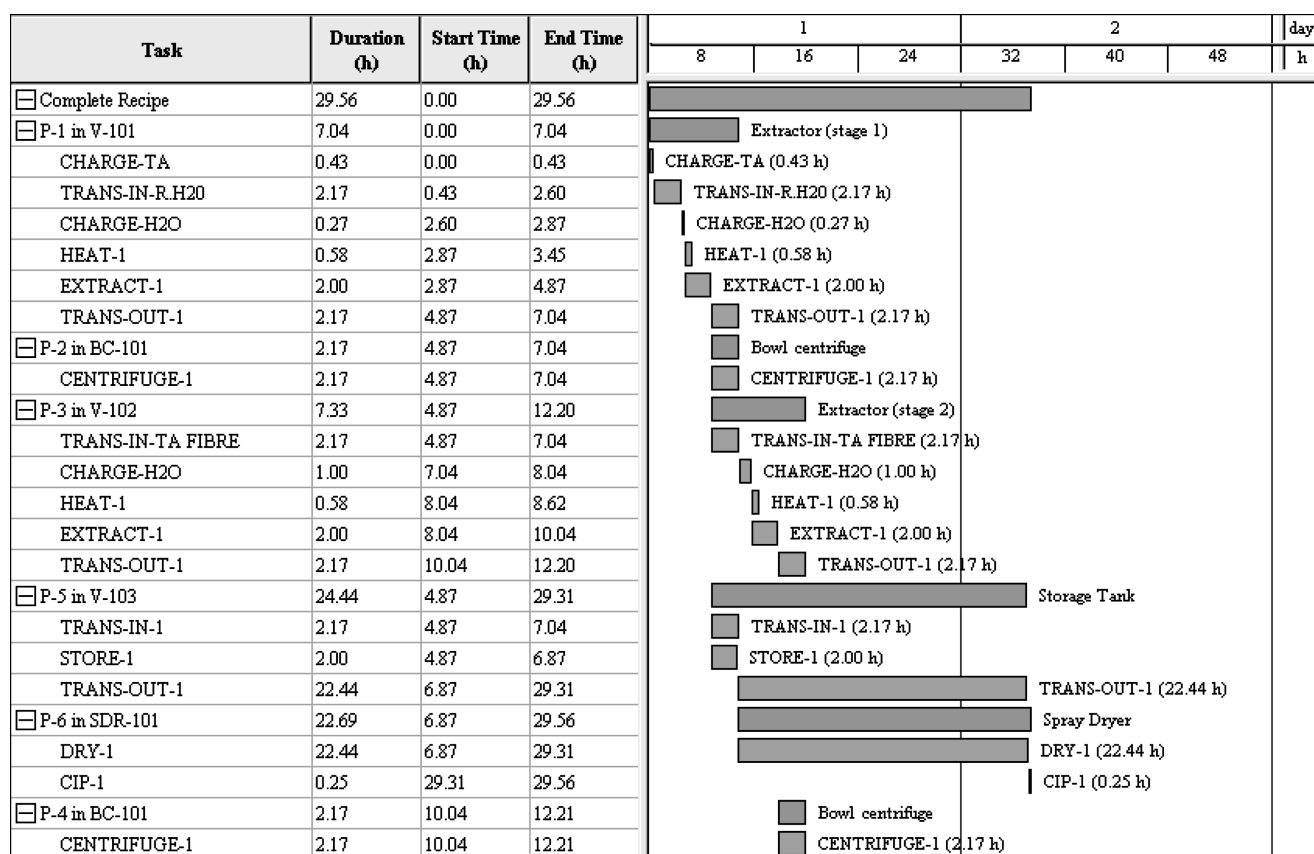 Task Duration (h) Start Time (h) End Time (h) 1 2 day
8 16 24 32 40 48 h
Complete Recipe 29.56 0.00 29.56
P-1 in V-101 7.04 0.00 7.04 Extractor (stage 1)
CHARGE-TA 0.43 0.00 0.43 CHARGE-TA (0.43 h)
TRANS-IN-R.H20 2.17 0.43 2.60 TRANS-IN-R.H20 (2.17 h)
CHARGE-H2O 0.27 2.60 2.87 CHARGE-H2O (0.27 h)
HEAT-1 0.58 2.87 3.45 HEAT-1 (0.58 h)
EXTRACT-1 2.00 2.87 4.87 EXTRACT-1 (2.00 h)
TRANS-OUT-1 2.17 4.87 7.04 TRANS-OUT-1 (2.17 h)
P-2 in BC-101 2.17 4.87 7.04 Bowl centrifuge
CENTRIFUGE-1 2.17 4.87 7.04 CENTRIFUGE-1 (2.17 h)
P-3 in V-102 7.33 4.87 12.20 Extractor (stage 2)
TRANS-IN-TA FIBRE 2.17 4.87 7.04 TRANS-IN-TA FIBRE (2.17 h)
CHARGE-H2O 1.00 7.04 8.04 CHARGE-H2O (1.00 h)
HEAT-1 0.58 8.04 8.62 HEAT-1 (0.58 h)
EXTRACT-1 2.00 8.04 10.04 EXTRACT-1 (2.00 h)
TRANS-OUT-1 2.17 10.04 12.20 TRANS-OUT-1 (2.17 h)
P-5 in V-103 24.44 4.87 29.31 Storage Tank
TRANS-IN-1 2.17 4.87 7.04 TRANS-IN-1 (2.17 h)
STORE-1 2.00 4.87 6.87 STORE-1 (2.00 h)
TRANS-OUT-1 22.44 6.87 29.31 TRANS-OUT-1 (22.44 h)
P-6 in SDR-101 22.69 6.87 29.56 Spray Dryer
DRY-1 22.44 6.87 29.31 DRY-1 (22.44 h)
CIP-1 0.25 29.31 29.56 CIP-1 (0.25 h)
P-4 in BC-101 2.17 10.04 12.21 Bowl centrifuge
CENTRIFUGE-1 2.17 10.04 12.21 CENTRIFUGE-1 (2.17 h)